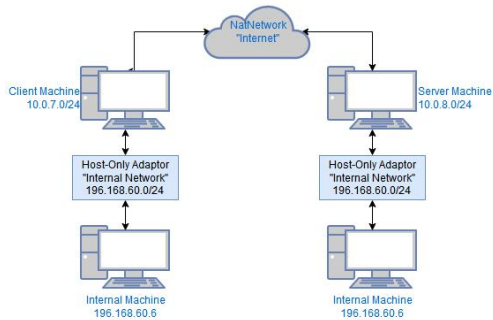 NatNetwork
"Internet"
Client Machine
10.0.7.0/24
Server Machine
10.0.8.0/24
Host-Only Adaptor
"Internal Network"
196.168.60.0/24
Host-Only Adaptor
"Internal Network"
196.168.60.0/24
Internal Machine
196.168.60.6
Internal Machine
196.168.60.6